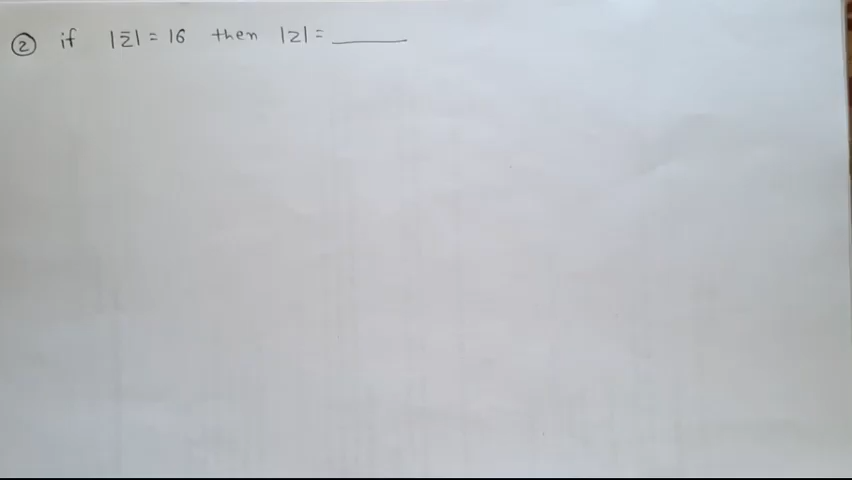 ② if |z̄| = 16 then |z| = ______